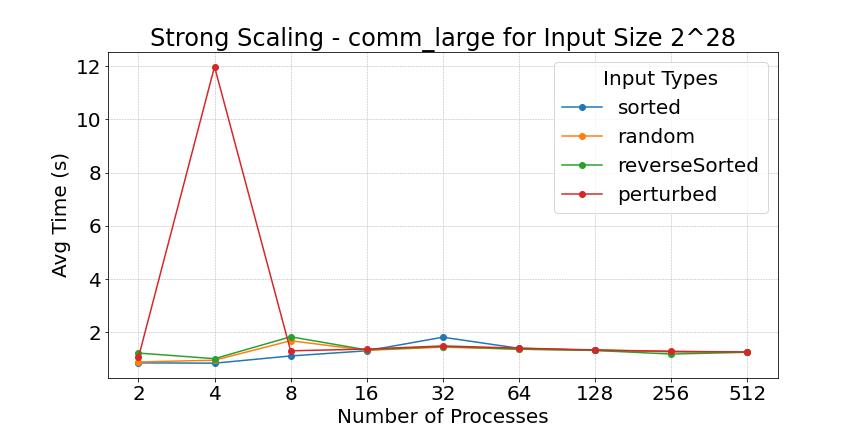 Strong Scaling - comm_large for Input Size 2^28
Avg Time (s)
12
10
8
6
4
2
Input Types
sorted
random
reverseSorted
perturbed
2 4 8 16 32 64 128 256 512
Number of Processes